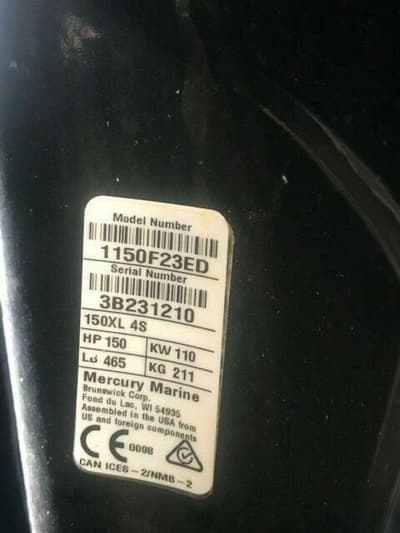 Model Number
1150F23ED
Serial Number
3B231210
150XL 4S
HP 150 KW 110
LB 465 KG 211
Mercury Marine
Brunswick Corp.
Fond du Lac, WI 54935
Assembled in the USA from
US and foreign components
CE 0098
CAN ICES – 2/NMB – 2